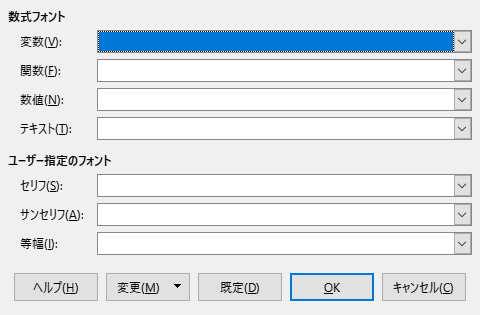 数式フォント
変数(V):
関数(F):
数値(N):
テキスト(T):
ユーザー指定のフォント
セリフ(S):
サンセリフ(A):
等幅(I):
ヘルプ(H) 変更(M) 既定(D) OK キャンセル(C)